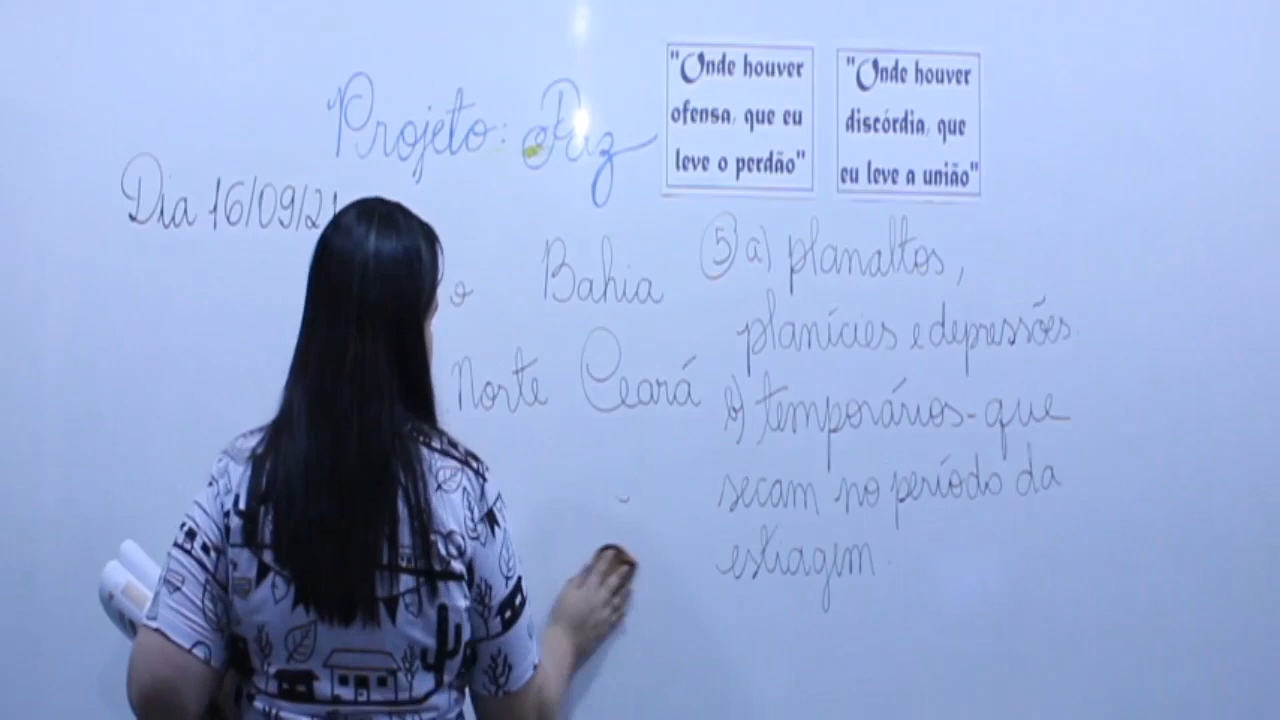 Projeto: Paz
"Onde houver
ofensa, que eu
leve o perdão"
"Onde houver
discórdia, que
eu leve a união"
Dia 16/09/21
o Bahia
Norte Ceará
5 a) planaltos,
planícies e depressões
b) temporários - que
secam no período da
estiagem.